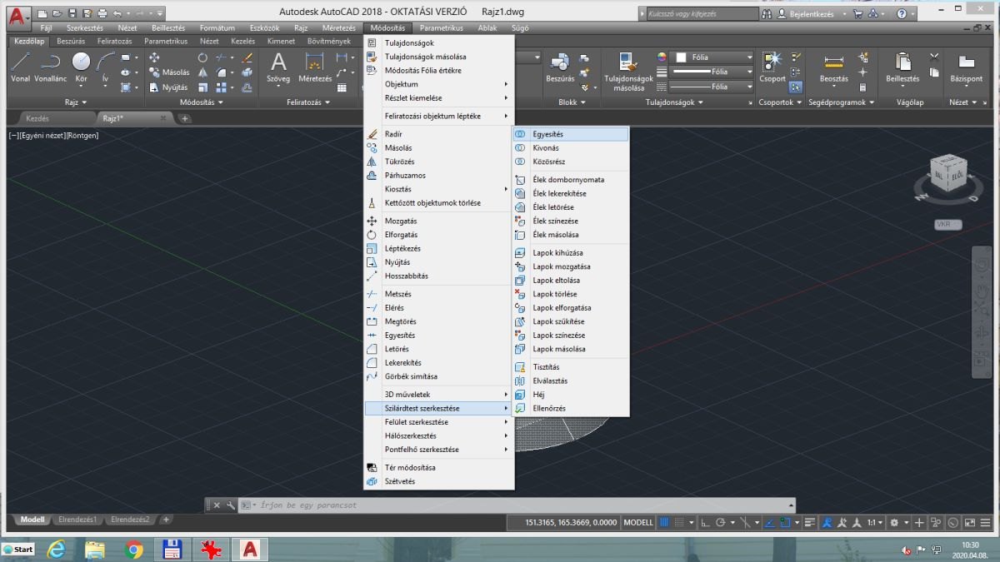 Autodesk AutoCAD 2018 - OKTATÁSI VERZIÓ Rajz1.dwg
Kulcsszó vagy kifejezés
Bejelentkezés
Fájl Szerkesztés Nézet Beillesztés Formátum Eszközök Rajz Méretezés Módosítás Parametrikus Ablak Súgó
Kezdőlap Beszúrás Feliratozás Parametrikus Nézet Kezelés Kimenet Bővítmények
Vonal Vonallánc Kör Ív
Másolás
Nyújtás
Szöveg Méretezés
Beszúrás
Tulajdonságok
másolása
Fólia
Fólia
Fólia
Csoport
Beosztás
Beillesztés
Bázispont
Rajz Módosítás Feliratozás Blokk Tulajdonságok Csoportok Segédprogramok Vágólap Nézet
Kezdés Rajz1*
[−][Egyéni nézet][Röntgen]
Tulajdonságok
Tulajdonságok másolása
Módosítás Fólia értékre
Objektum
Részlet kiemelése
Feliratozási objektum léptéke
Radír
Másolás
Tükrözés
Párhuzamos
Kiosztás
Kettőzött objektumok törlése
Mozgatás
Elforgatás
Léptékezés
Nyújtás
Hosszabbítás
Metszés
Elérés
Megtörés
Egyesítés
Letörés
Lekerekítés
Görbék simítása
3D műveletek
Szilárdtest szerkesztése
Felület szerkesztése
Hálószerkesztés
Pontfelhő szerkesztése
Tér módosítása
Szétvetés
Egyesítés
Kivonás
Közösrész
Élek dombornyomata
Élek lekerekítése
Élek letörése
Élek színezése
Élek másolása
Lapok kihúzása
Lapok mozgatása
Lapok eltolása
Lapok törlése
Lapok elforgatása
Lapok szűkítése
Lapok színezése
Lapok másolása
Tisztítás
Elválasztás
Héj
Ellenőrzés
BAL ELÖL
NY D
VKR
Írjon be egy parancsot
Modell Elrendezés1 Elrendezés2
151.3165, 165.3669, 0.0000 MODELL
1:1
Start
10:30
2020.04.08.